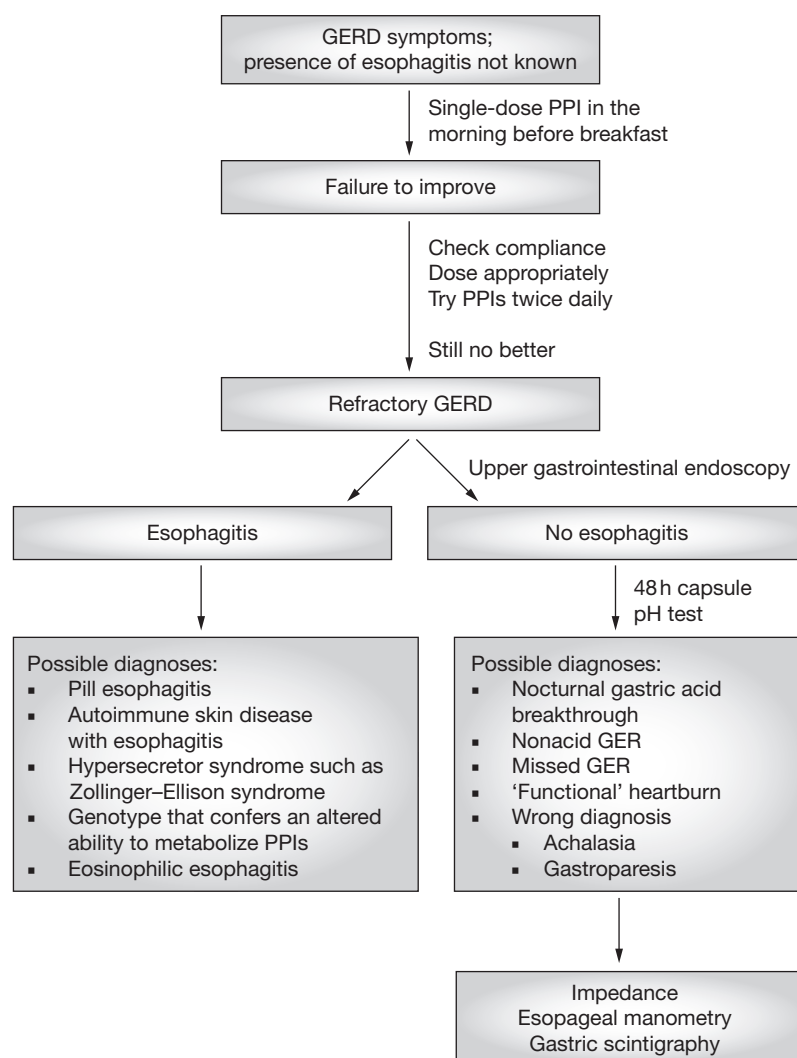 GERD symptoms;
presence of esophagitis not known
Single-dose PPI in the
morning before breakfast
Failure to improve
Check compliance
Dose appropriately
Try PPIs twice daily
Still no better
Refractory GERD
Upper gastrointestinal endoscopy
Esophagitis
No esophagitis
48 h capsule
pH test
Possible diagnoses:
▪ Pill esophagitis
▪ Autoimmune skin disease
with esophagitis
▪ Hypersecretor syndrome such as
Zollinger–Ellison syndrome
▪ Genotype that confers an altered
ability to metabolize PPIs
▪ Eosinophilic esophagitis
Possible diagnoses:
▪ Nocturnal gastric acid
breakthrough
▪ Nonacid GER
▪ Missed GER
▪ ‘Functional’ heartburn
▪ Wrong diagnosis
▪ Achalasia
▪ Gastroparesis
Impedance
Esopageal manometry
Gastric scintigraphy